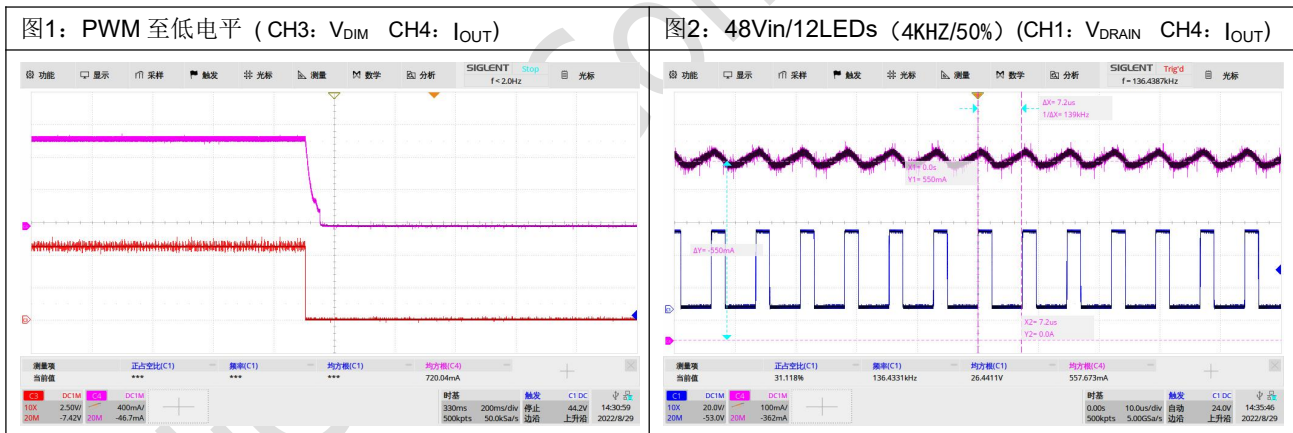 图1：PWM 至低电平 ( CH3：VDIM CH4：IOUT)
图2：48Vin/12LEDs（4KHZ/50%）(CH1：VDRAIN CH4：IOUT)
功能 显示 采样 触发 光标 测量 数学 分析 SIGLENT Stop f < 2.0Hz 光标
测量项 正占空比(C1) 频率(C1) 均方根(C1) 均方根(C4)
当前值 *** *** *** 720.04mA
C3 DC1M C4 DC1M 时基 触发 C1 DC
10X 2.50V/ 400mA/ 330ms 200ms/div 停止 44.2V 14:30:59
20M -7.42V 20M -46.7mA 500kpts 50.0kSa/s 边沿 上升沿 2022/8/29
功能 显示 采样 触发 光标 测量 数学 分析 SIGLENT Trig'd f = 136.4387kHz 光标
ΔX= 7.2us
1/ΔX= 139kHz
X1= 0.0s
Y1= 550mA
ΔY= -550mA
X2= 7.2us
Y2= 0.0A
测量项 正占空比(C1) 频率(C1) 均方根(C1) 均方根(C4)
当前值 31.118% 136.4331kHz 26.4411V 557.673mA
C1 DC1M C4 DC1M 时基 触发 C1 DC
10X 20.0V/ 100mA/ 0.00s 10.0us/div 自动 24.0V 14:35:46
20M -53.0V 20M -362mA 500kpts 5.00GSa/s 边沿 上升沿 2022/8/29